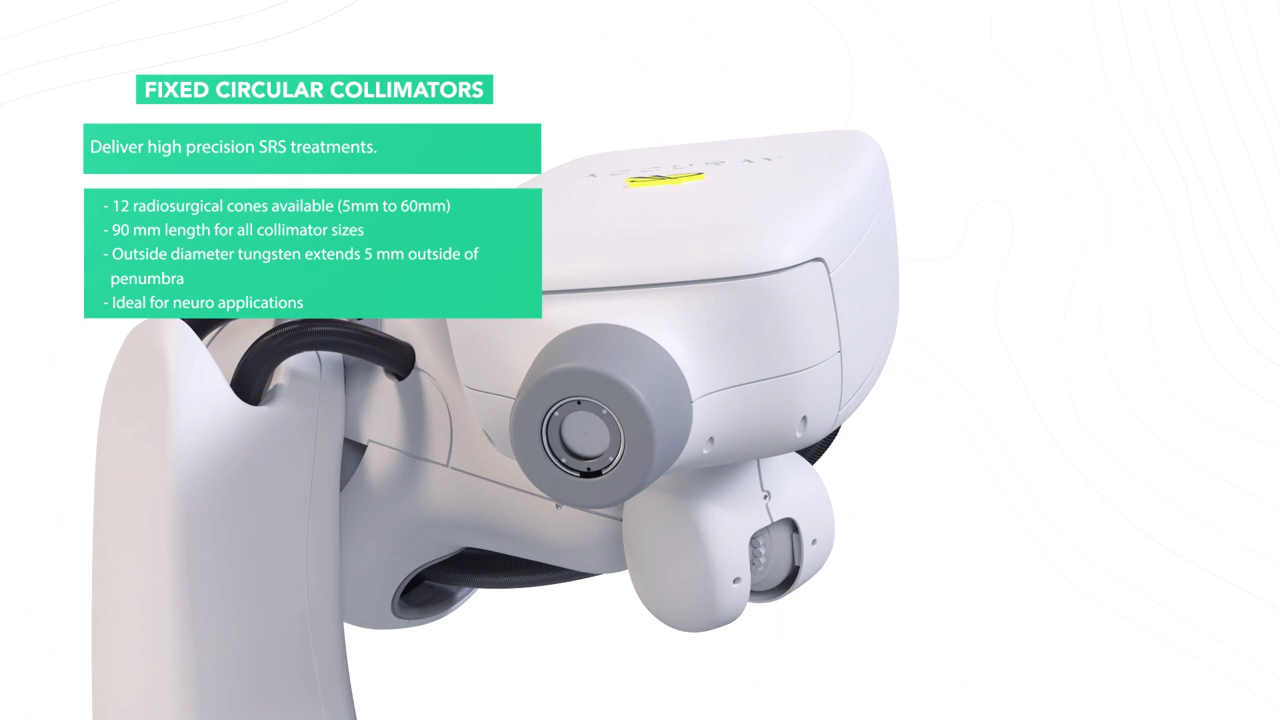 FIXED CIRCULAR COLLIMATORS
Deliver high precision SRS treatments.
- 12 radiosurgical cones available (5mm to 60mm)
- 90 mm length for all collimator sizes
- Outside diameter tungsten extends 5 mm outside of
penumbra
- Ideal for neuro applications
ACCURAY